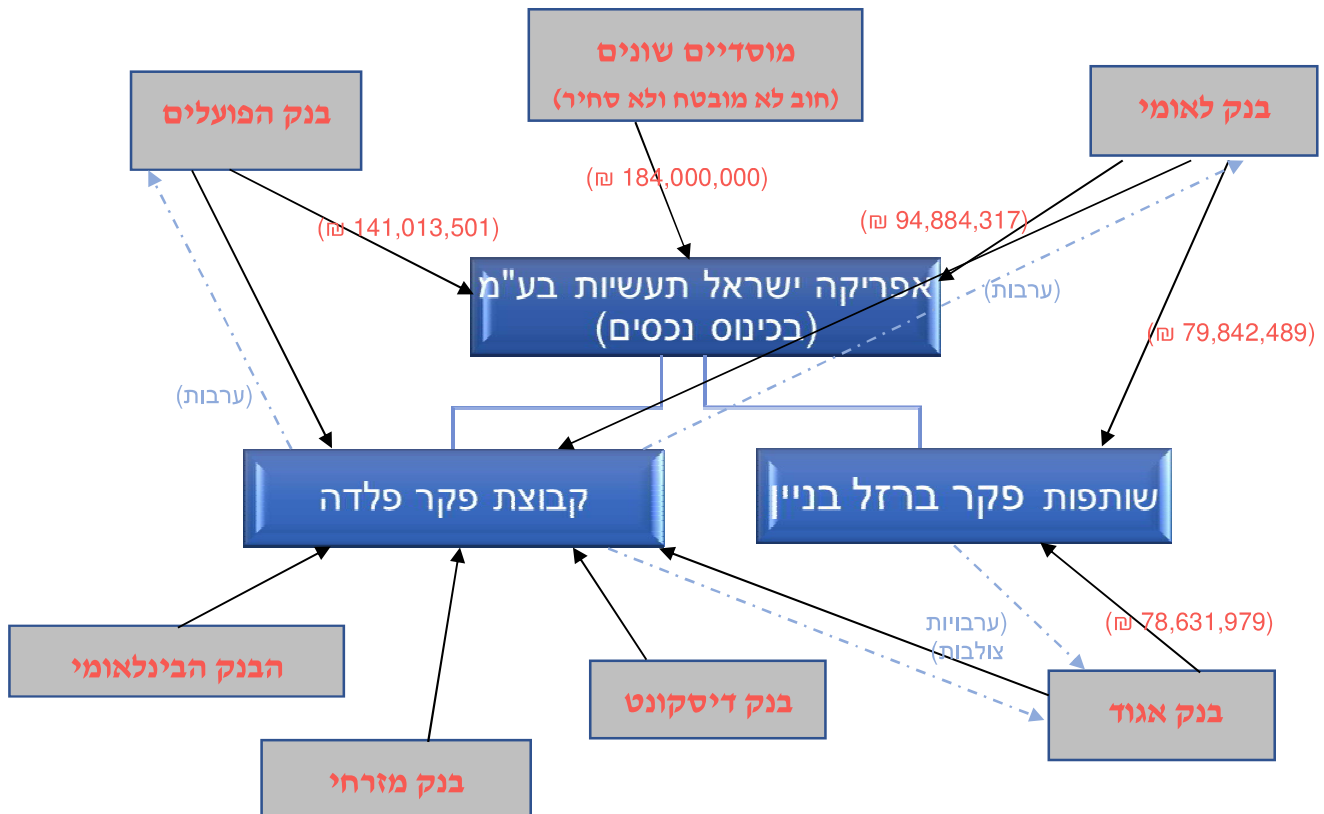 מוסדיים שונים
(חוב לא מובטח ולא סחיר)
בנק הפועלים
בנק לאומי
(₪ 184,000,000)
(₪ 141,013,501)
(₪ 94,884,317)
אפריקה ישראל תעשיות בע"מ
(בכינוס נכסים)
(ערבות)
(₪ 79,842,489)
(ערבות)
קבוצת פקר פלדה
שותפות פקר ברזל בניין
(ערבויות
צולבות)
(₪ 78,631,979)
הבנק הבינלאומי
בנק דיסקונט
בנק אגוד
בנק מזרחי